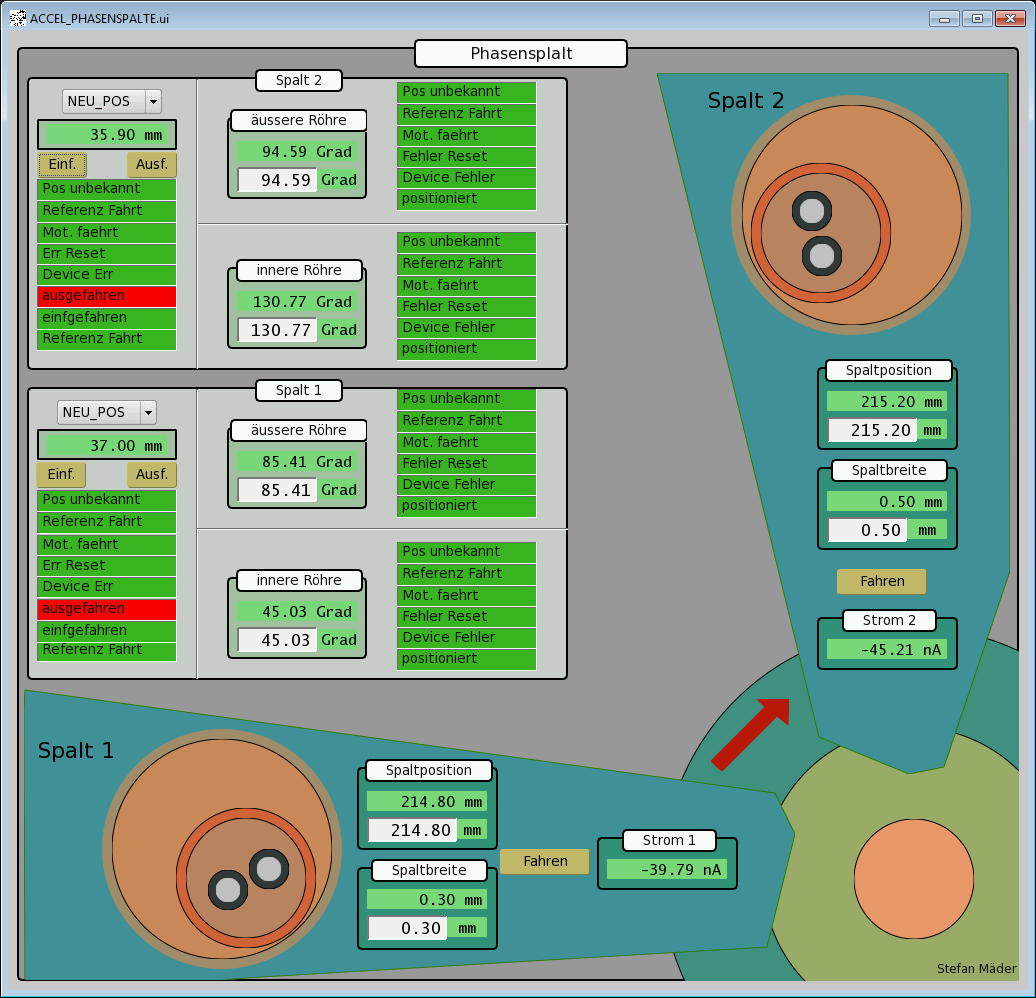 ACCEL_PHASENSPALTE.ui
Phasensplalt
Spalt 2
NEU_POS
35.90 mm
Einf.
Ausf.
Pos unbekannt
Referenz Fahrt
Mot. faehrt
Err Reset
Device Err
ausgefahren
einfgefahren
Referenz Fahrt
äussere Röhre
94.59 Grad
94.59 Grad
Pos unbekannt
Referenz Fahrt
Mot. faehrt
Fehler Reset
Device Fehler
positioniert
innere Röhre
130.77 Grad
130.77 Grad
Pos unbekannt
Referenz Fahrt
Mot. faehrt
Fehler Reset
Device Fehler
positioniert
Spalt 1
NEU_POS
37.00 mm
Einf.
Ausf.
Pos unbekannt
Referenz Fahrt
Mot. faehrt
Err Reset
Device Err
ausgefahren
einfgefahren
Referenz Fahrt
äussere Röhre
85.41 Grad
85.41 Grad
Pos unbekannt
Referenz Fahrt
Mot. faehrt
Fehler Reset
Device Fehler
positioniert
innere Röhre
45.03 Grad
45.03 Grad
Pos unbekannt
Referenz Fahrt
Mot. faehrt
Fehler Reset
Device Fehler
positioniert
Spalt 2
Spaltposition
215.20 mm
215.20 mm
Spaltbreite
0.50 mm
0.50 mm
Fahren
Strom 2
-45.21 nA
Spalt 1
Spaltposition
214.80 mm
214.80 mm
Spaltbreite
0.30 mm
0.30 mm
Fahren
Strom 1
-39.79 nA
Stefan Mäder